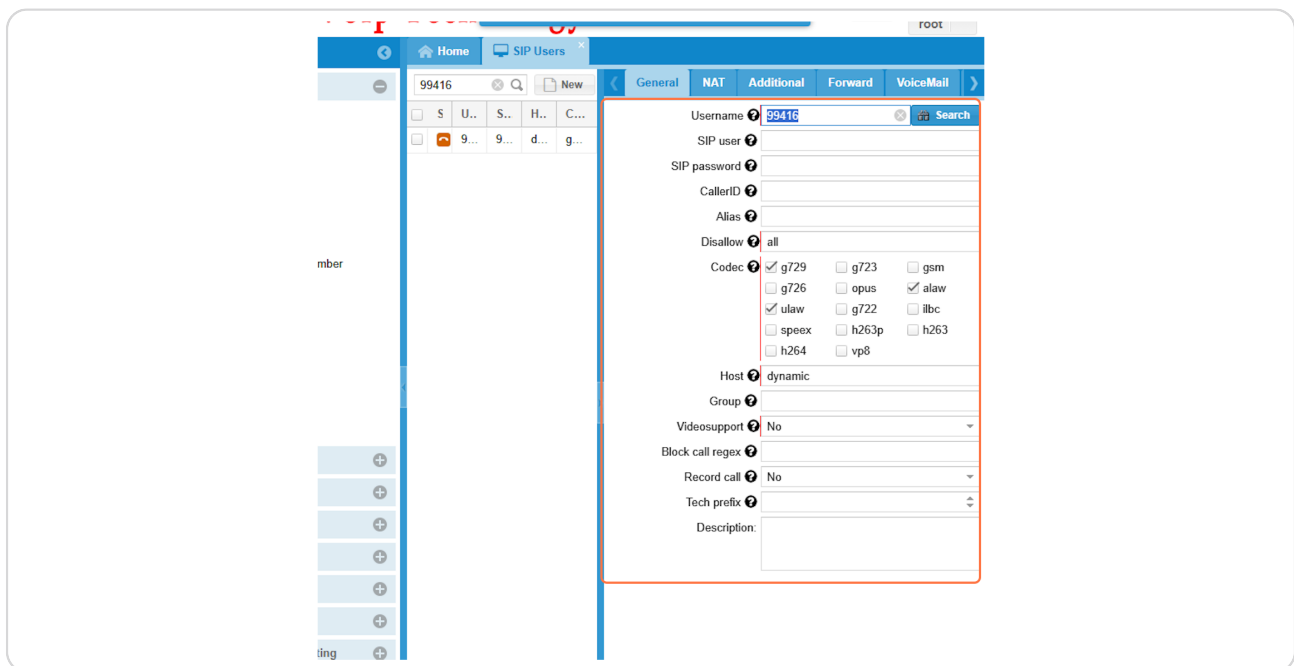 root
Home
SIP Users
99416
New
General
NAT
Additional
Forward
VoiceMail
S U.. S.. H.. C...
9... 9... d... g...
Username 99416 Search
SIP user
SIP password
CallerID
Alias
Disallow all
Codec g729 g723 gsm
g726 opus alaw
ulaw g722 ilbc
speex h263p h263
h264 vp8
Host dynamic
Group
Videosupport No
Block call regex
Record call No
Tech prefix
Description:
mber
ting